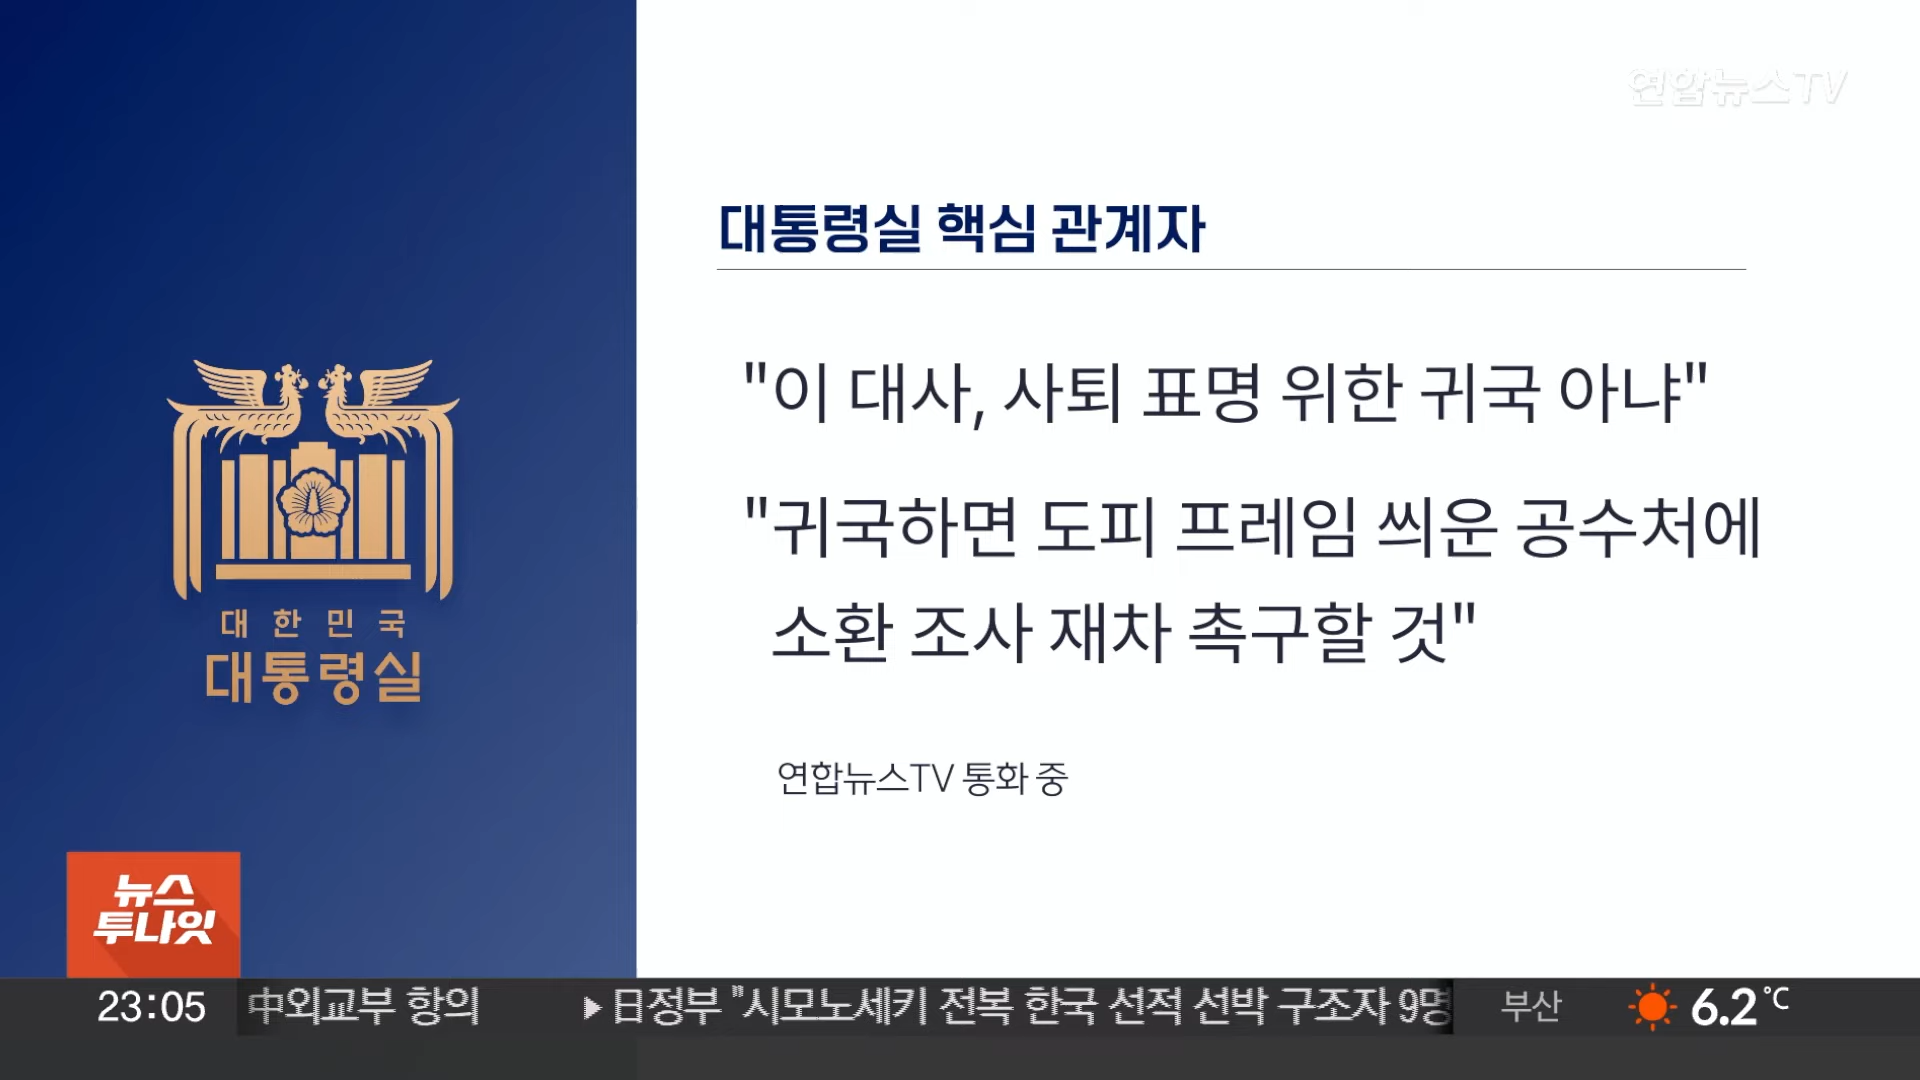 연합뉴스TV
대통령실 핵심 관계자
"이 대사, 사퇴 표명 위한 귀국 아냐"
"귀국하면 도피 프레임 씌운 공수처에
소환 조사 재차 촉구할 것"
연합뉴스TV 통화 중
대한민국
대통령실
뉴스
투나잇
23:05 中외교부 항의 ▶日정부 "시모노세키 전복 한국 선적 선박 구조자 9명 부산 6.2℃